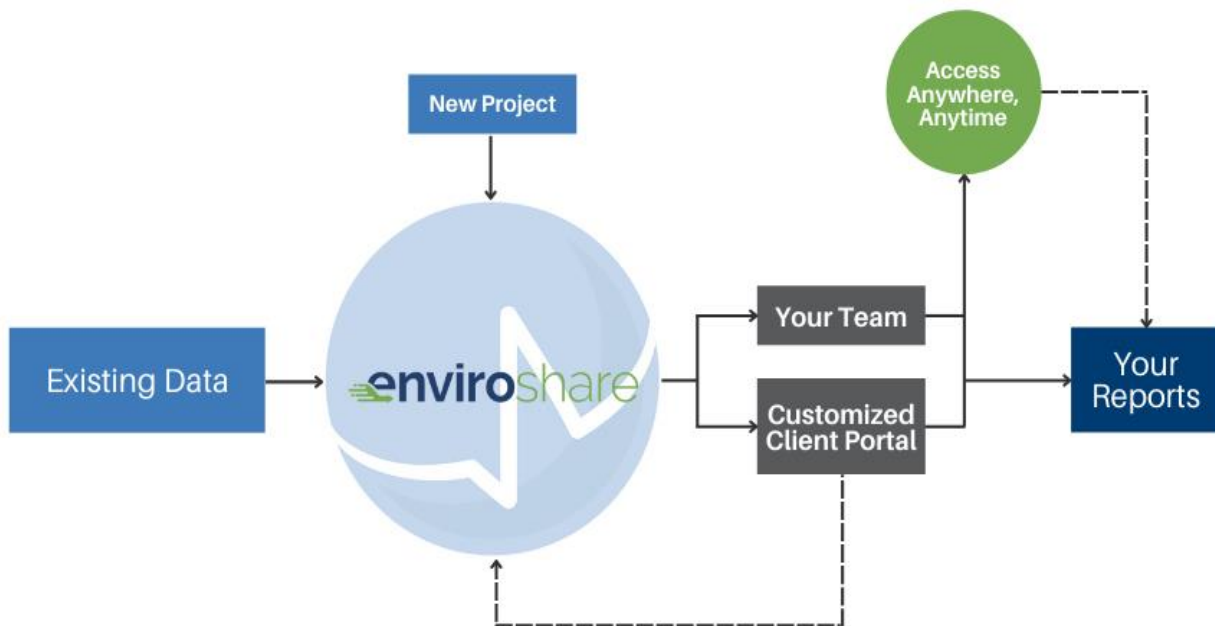 New Project
Access
Anywhere,
Anytime
Existing Data
enviroshare
Your Team
Customized
Client Portal
Your
Reports